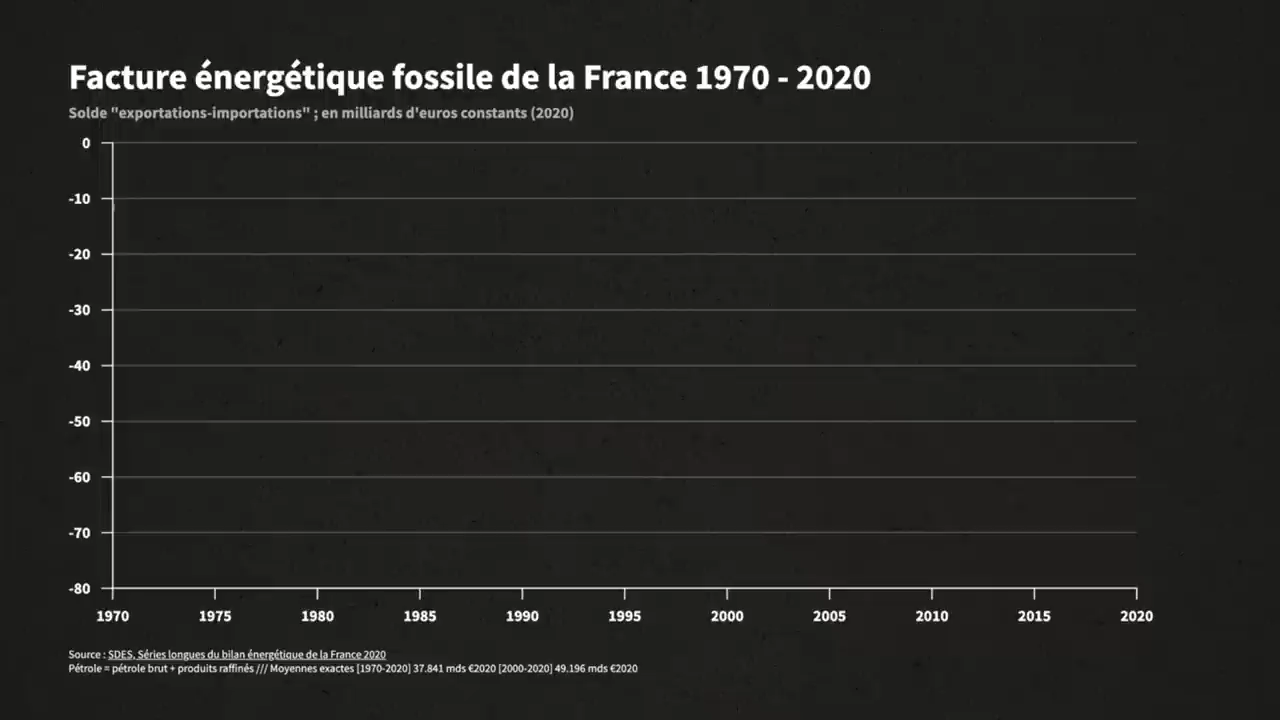 Facture énergétique fossile de la France 1970 - 2020
Solde "exportations-importations" ; en milliards d'euros constants (2020)
0
-10
-20
-30
-40
-50
-60
-70
-80
1970 1975 1980 1985 1990 1995 2000 2005 2010 2015 2020
Source : SDES, Séries longues du bilan énergétique de la France 2020
Pétrole = pétrole brut + produits raffinés /// Moyennes exactes [1970-2020] 37.841 mds €2020 [2000-2020] 49.196 mds €2020